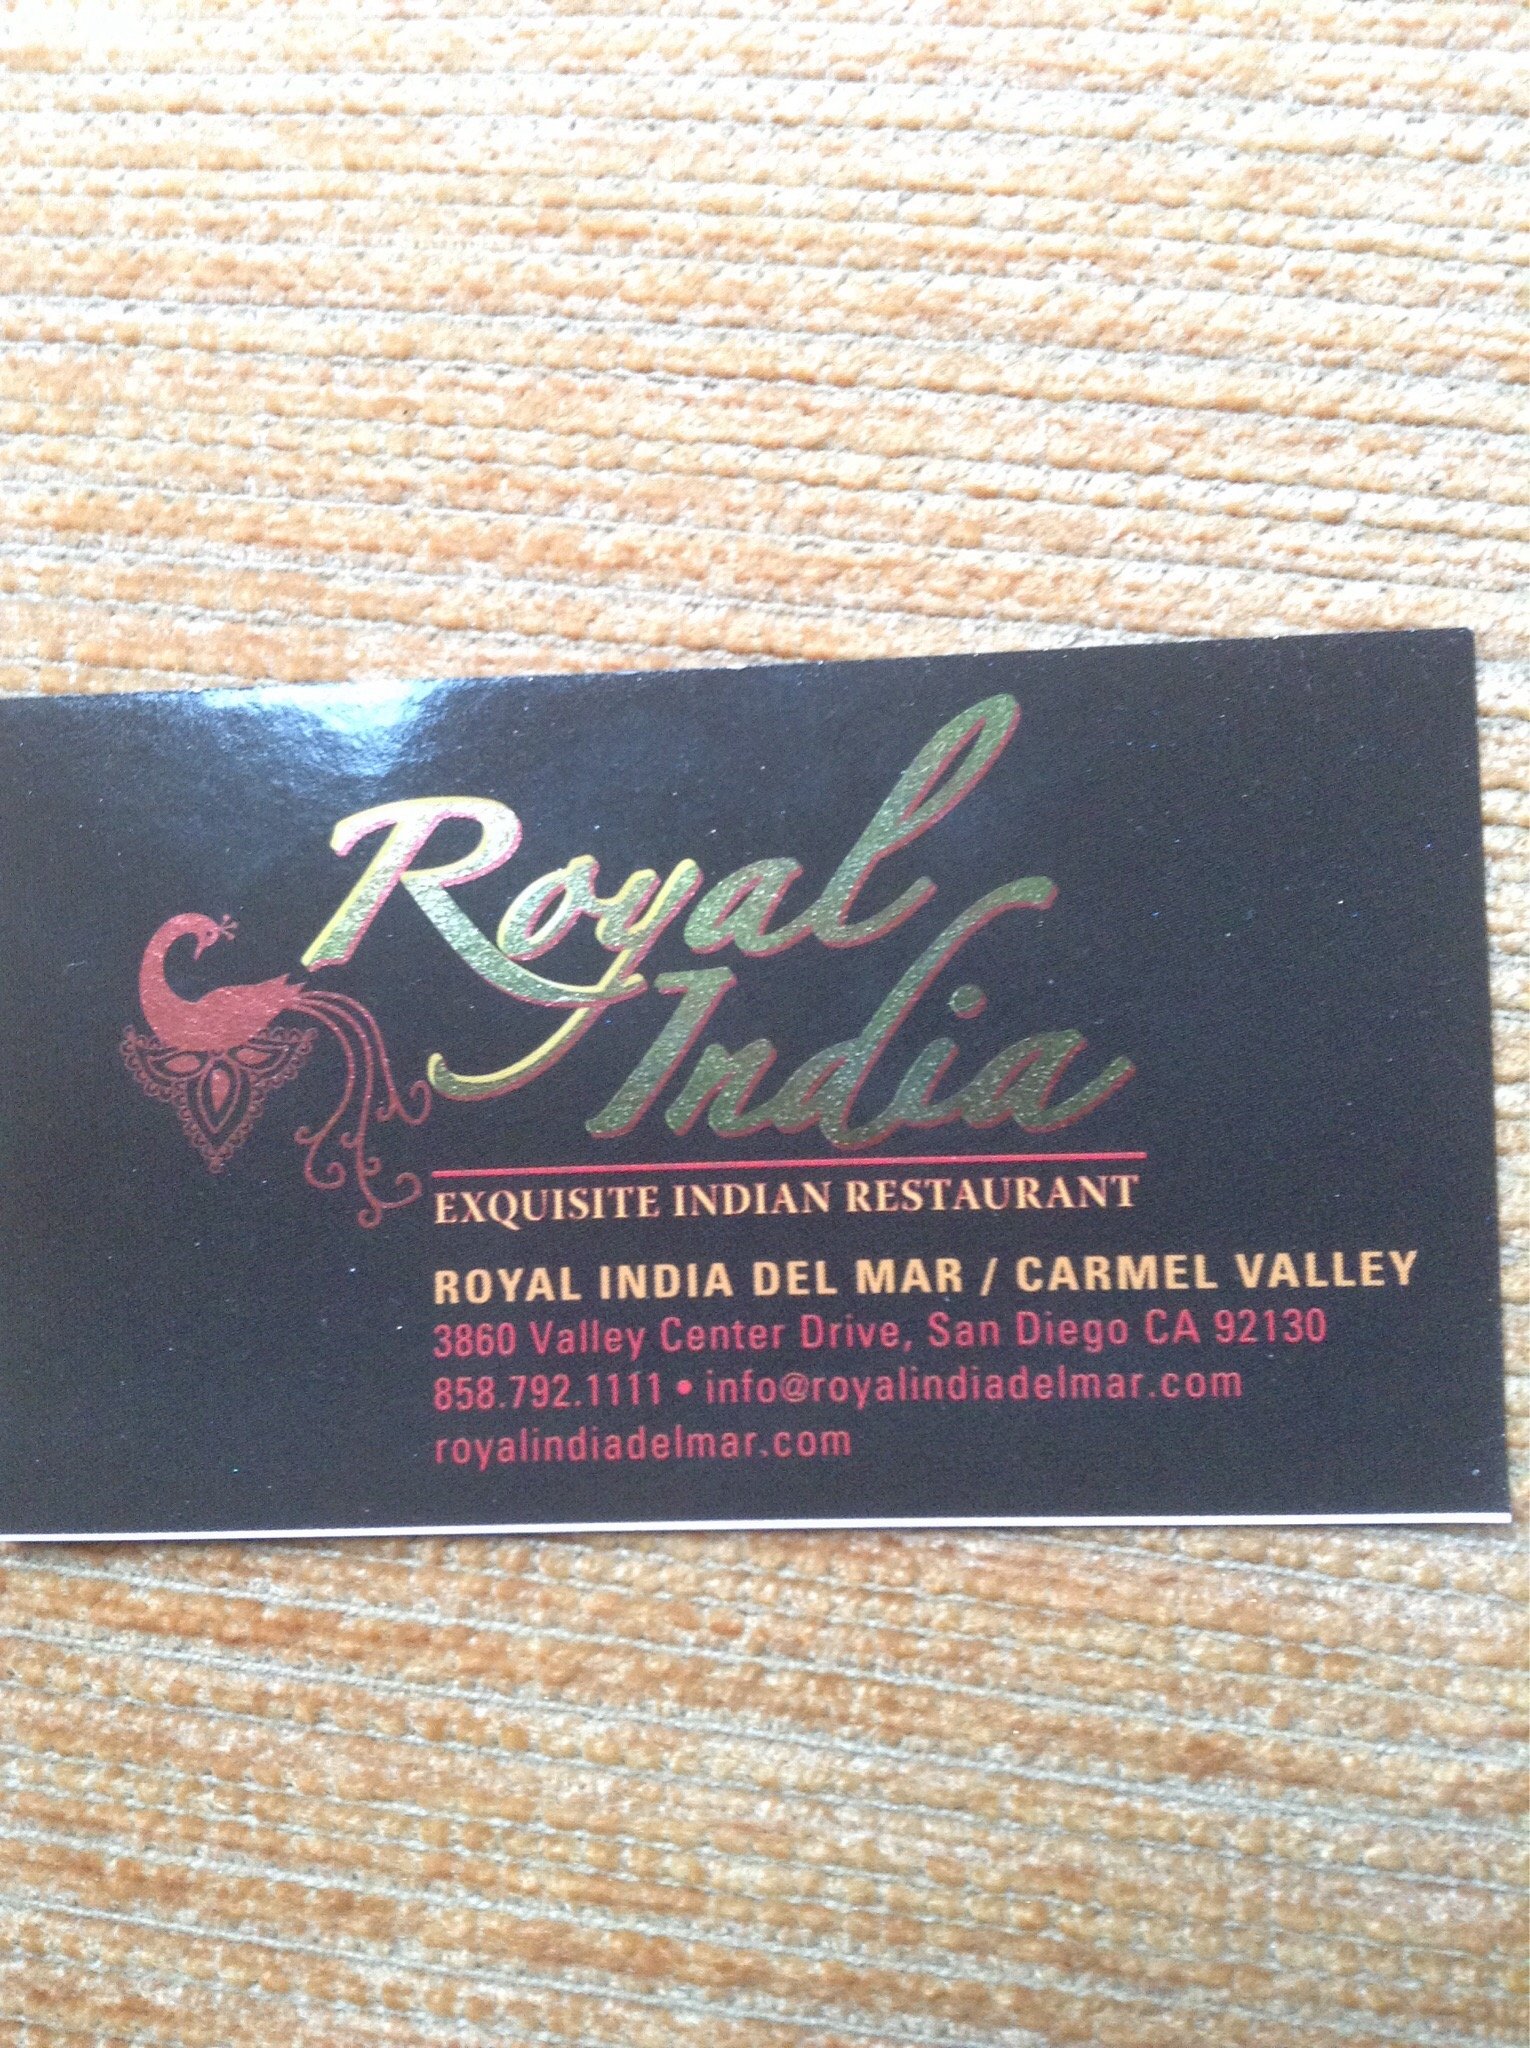 Royal
India
EXQUISITE INDIAN RESTAURANT
ROYAL INDIA DEL MAR / CARMEL VALLEY
3860 Valley Center Drive, San Diego CA 92130
858.792.1111 • info@royalindiadelmar.com
royalindiadelmar.com